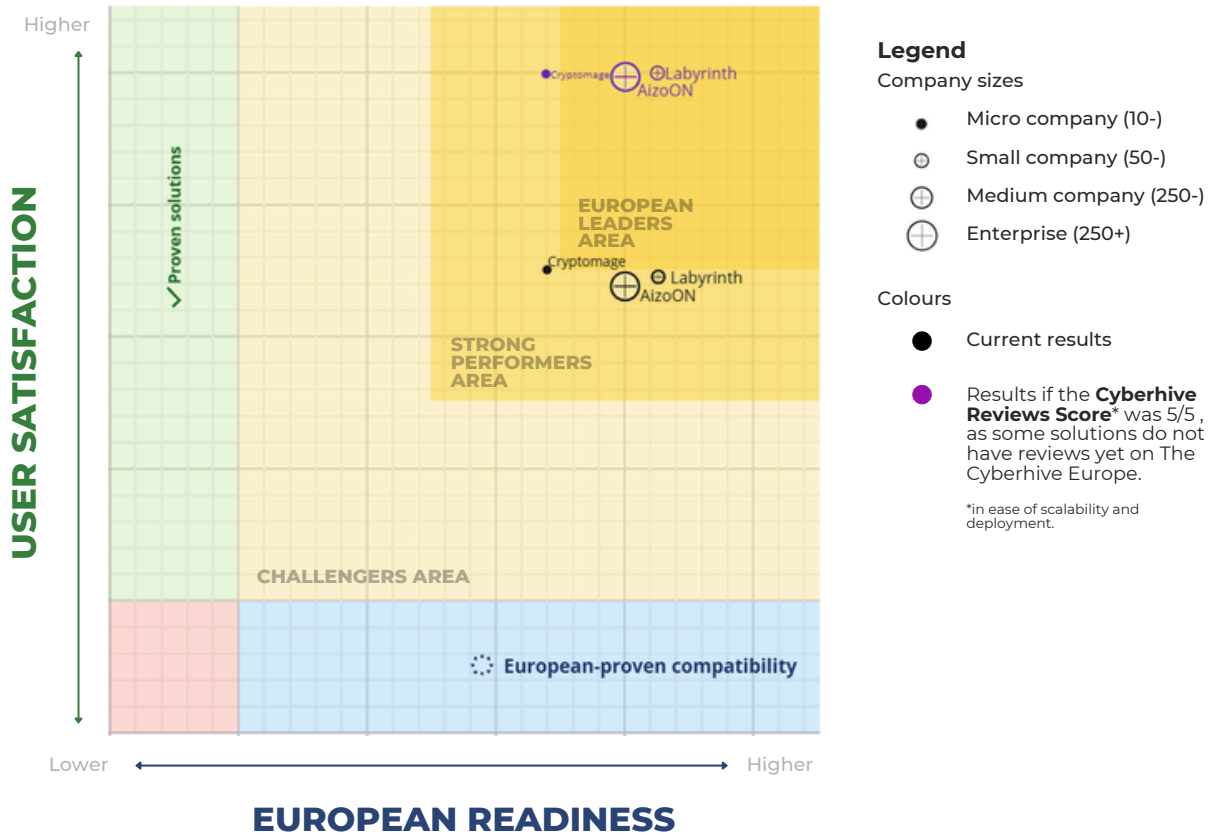 Higher
USER SATISFACTION
Proven solutions
Cryptomage
Labyrinth
AizoON
EUROPEAN
LEADERS
AREA
Cryptomage
Labyrinth
AizoON
STRONG
PERFORMERS
AREA
CHALLENGERS AREA
European-proven compatibility
Lower
Higher
EUROPEAN READINESS
Legend
Company sizes
Micro company (10-)
Small company (50-)
Medium company (250-)
Enterprise (250+)
Colours
Current results
Results if the Cyberhive
Reviews Score* was 5/5 ,
as some solutions do not
have reviews yet on The
Cyberhive Europe.
*in ease of scalability and
deployment.